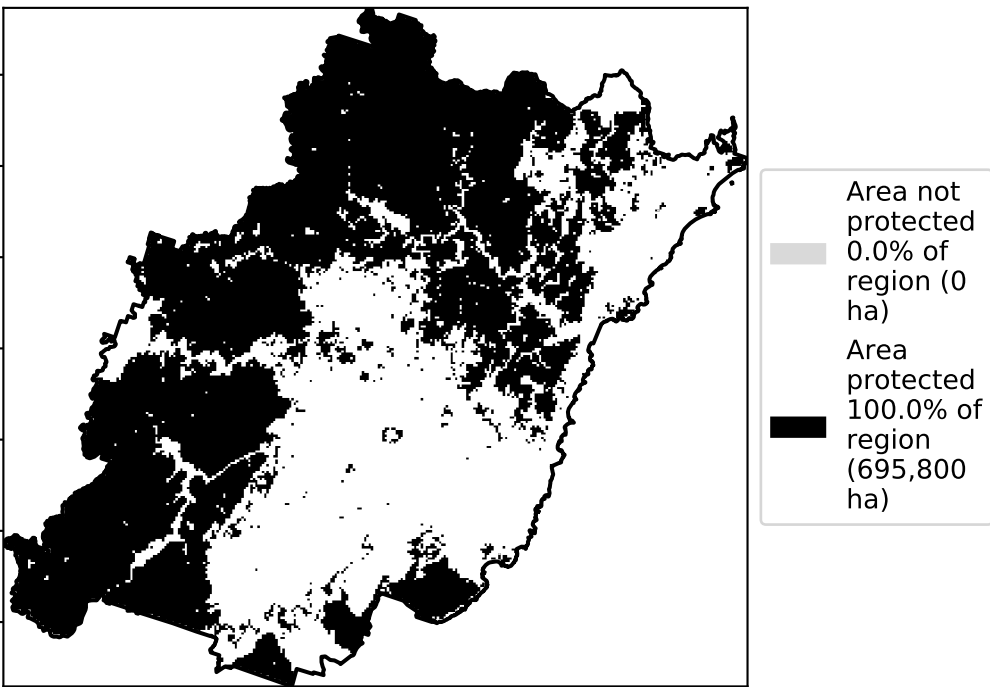 Area not
protected
0.0% of
region (0
ha)
Area
protected
100.0% of
region
(695,800
ha)